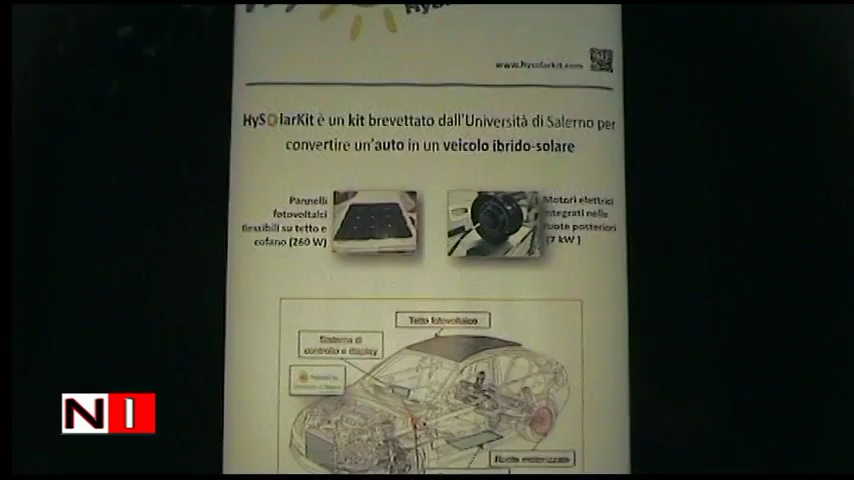 www.hysolarkit.com
HySolarKit è un kit brevettato dall'Università di Salerno per
convertire un'auto in un veicolo ibrido-solare
Pannelli
fotovoltaici
flessibili su tetto e
cofano (260 W)
Motori elettrici
integrati nelle
ruote posteriori
(7 kW )
Tetto fotovoltaico
Sistema di
controllo e display
Ruote motorizzate
N1